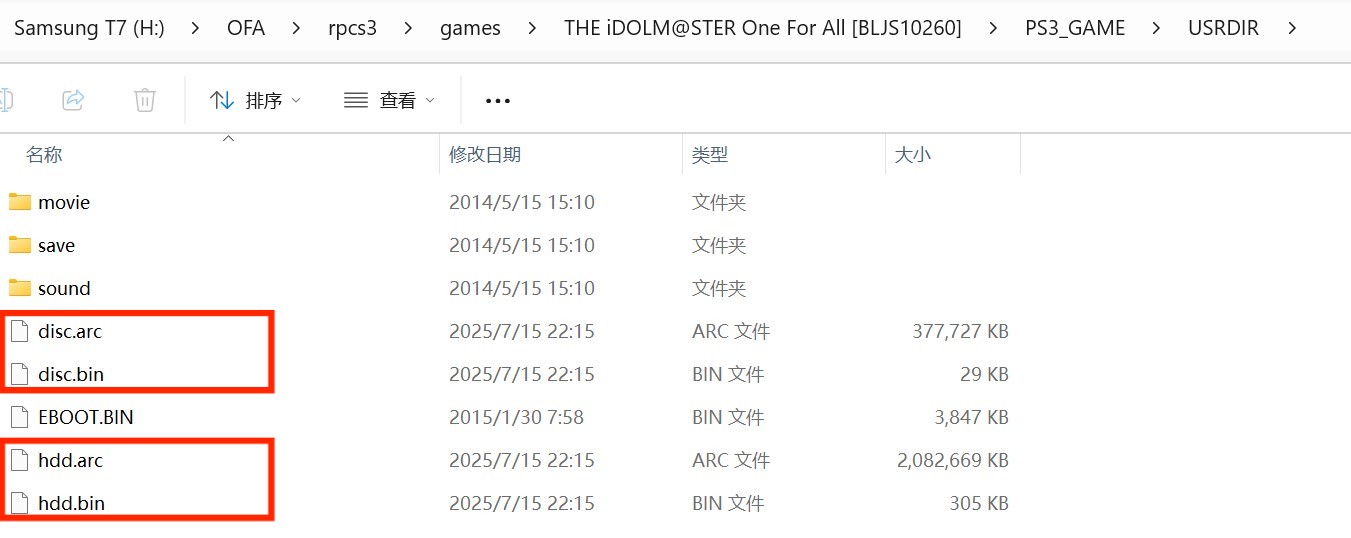 Samsung T7 (H:) > OFA > rpcs3 > games > THE iDOLM@STER One For All [BLJS10260] > PS3_GAME > USRDIR >
排序 查看 •••
名称 修改日期 类型 大小
movie 2014/5/15 15:10 文件夹
save 2014/5/15 15:10 文件夹
sound 2014/5/15 15:10 文件夹
disc.arc 2025/7/15 22:15 ARC 文件 377,727 KB
disc.bin 2025/7/15 22:15 BIN 文件 29 KB
EBOOT.BIN 2015/1/30 7:58 BIN 文件 3,847 KB
hdd.arc 2025/7/15 22:15 ARC 文件 2,082,669 KB
hdd.bin 2025/7/15 22:15 BIN 文件 305 KB